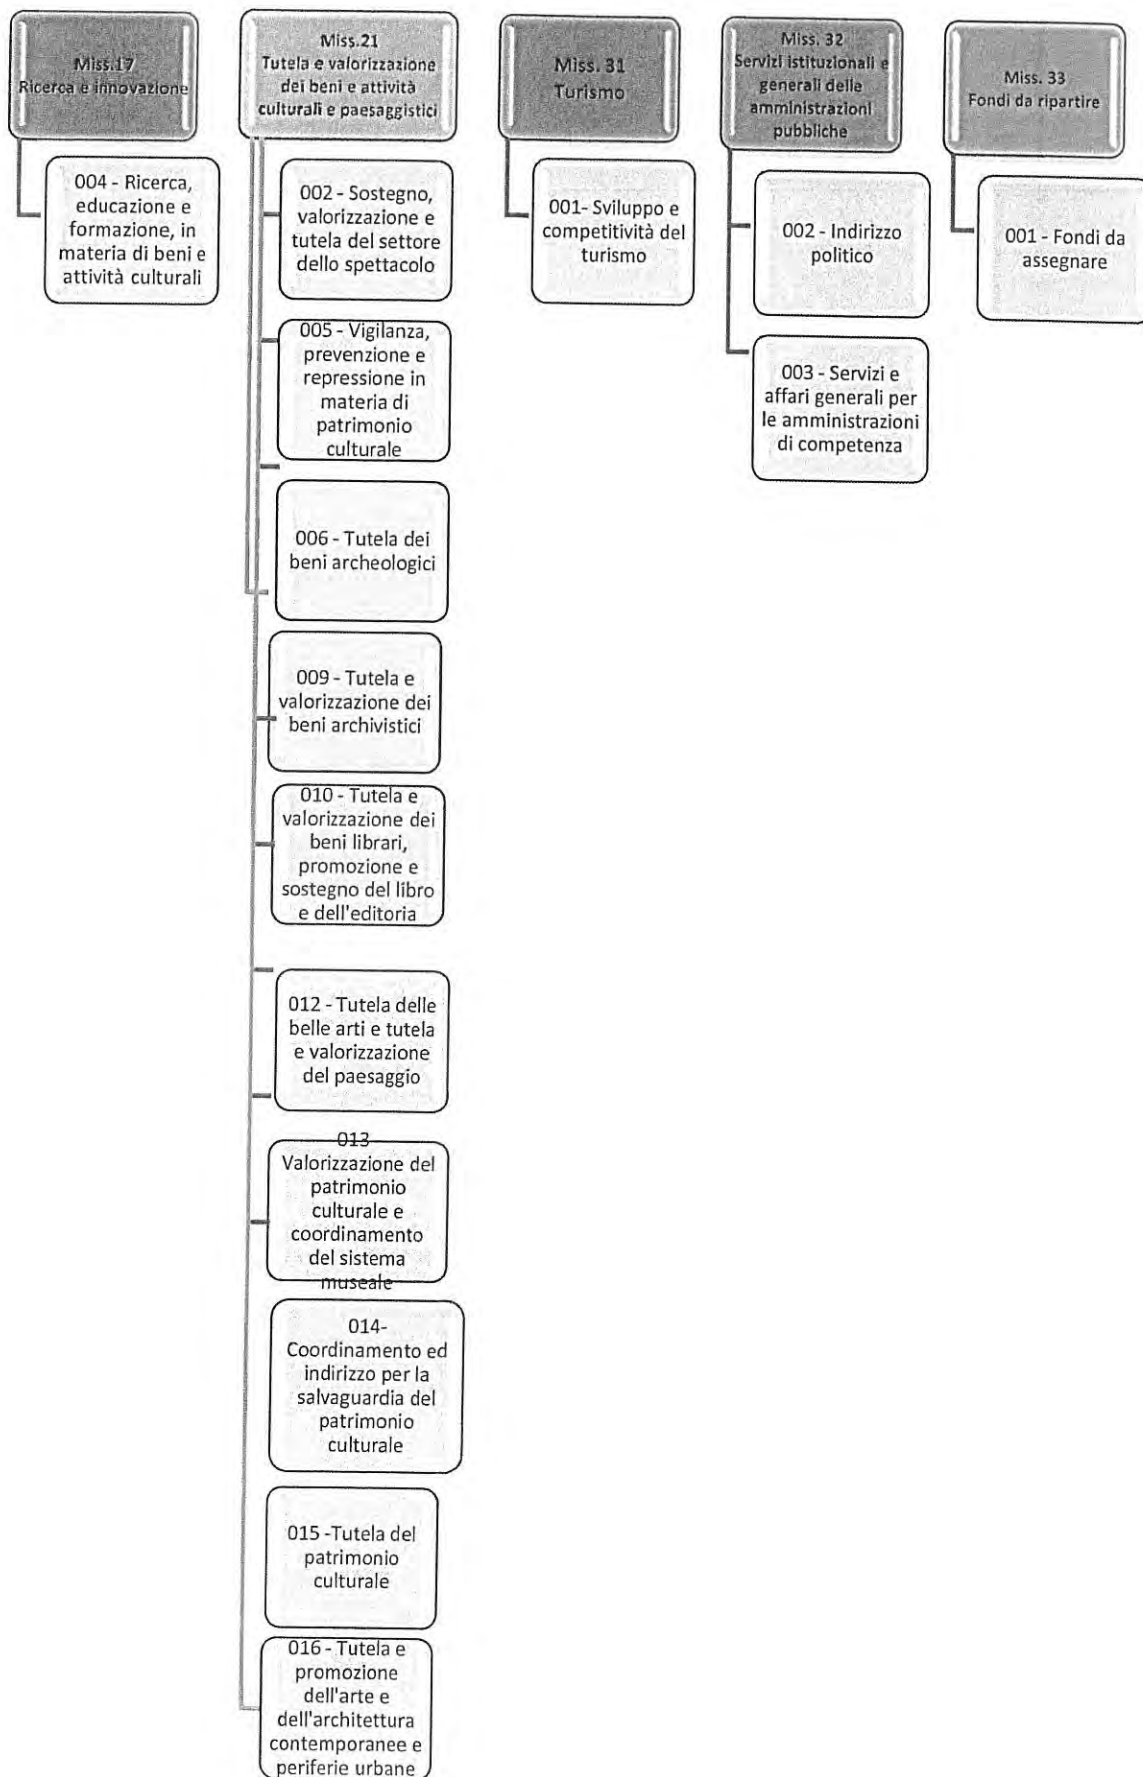 Miss.17
Ricerca e innovazione
004 - Ricerca,
educazione e
formazione, in
materia di beni e
attività culturali
Miss.21
Tutela e valorizzazione
dei beni e attività
culturali e paesaggistici
002 - Sostegno,
valorizzazione e
tutela del settore
dello spettacolo
005 - Vigilanza,
prevenzione e
repressione in
materia di
patrimonio
culturale
006 - Tutela dei
beni archeologici
009 - Tutela e
valorizzazione dei
beni archivistici
010 - Tutela e
valorizzazione dei
beni librari,
promozione e
sostegno del libro
e dell'editoria
012 - Tutela delle
belle arti e tutela
e valorizzazione
del paesaggio
013
Valorizzazione del
patrimonio
culturale e
coordinamento
del sistema
museale
014-
Coordinamento ed
indirizzo per la
salvaguardia del
patrimonio
culturale
015 -Tutela del
patrimonio
culturale
016 - Tutela e
promozione
dell'arte e
dell'architettura
contemporanee e
periferie urbane
Miss. 31
Turismo
001- Sviluppo e
competitività del
turismo
Miss. 32
Servizi istituzionali e
generali delle
amministrazioni
pubbliche
002 - Indirizzo
politico
003 - Servizi e
affari generali per
le amministrazioni
di competenza
Miss. 33
Fondi da ripartire
001 - Fondi da
assegnare